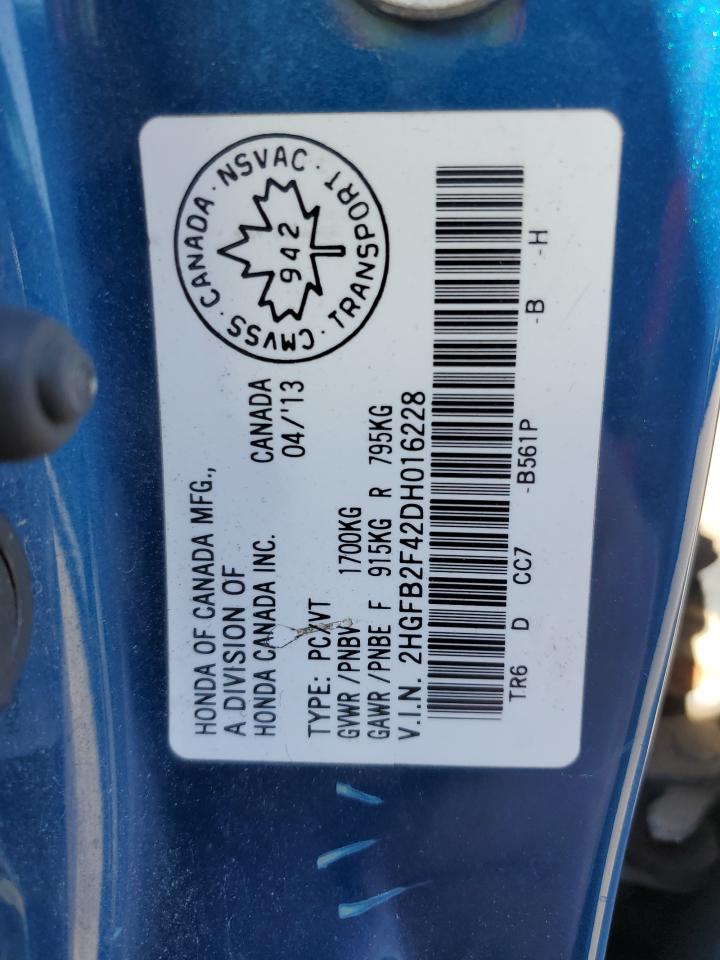 HONDA OF CANADA MFG.,
A DIVISION OF
HONDA CANADA INC.
CANADA
04/'13
CMVSS · CANADA · NSVAC · TRANSPORT ·
942
TYPE: PC/VT
GVWR/PNBV 1700KG
GAWR/PNBE F 915KG R 795KG
V.I.N. 2HGFB2F42DH016228
TR6 D CC7 -B561P -B -H